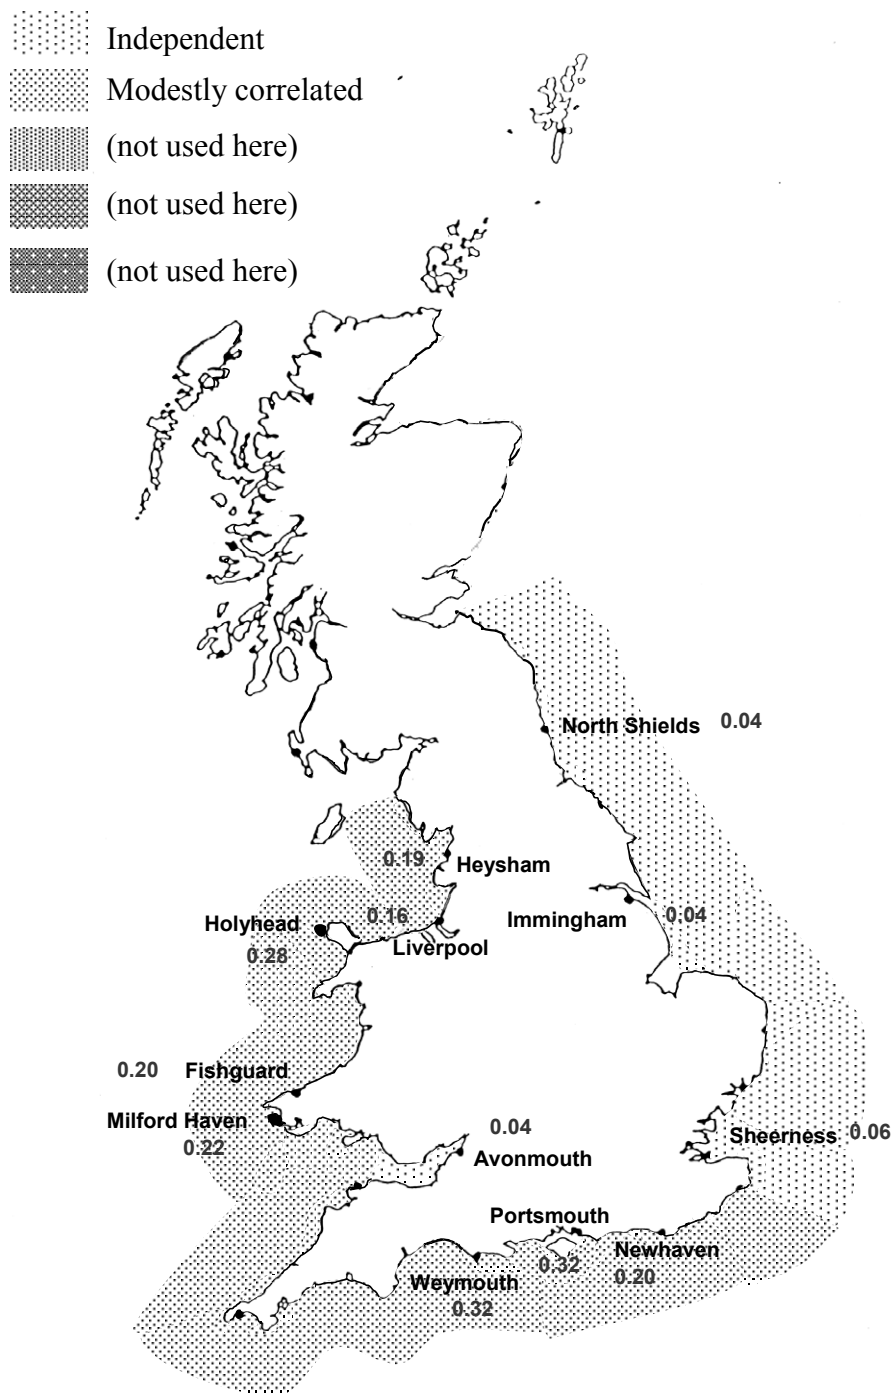 Independent
Modestly correlated
(not used here)
(not used here)
(not used here)
North Shields 0.04
0.19
Heysham
Holyhead
0.16
Immingham
0.04
Liverpool
0.28
0.20 Fishguard
Milford Haven
0.22
0.04
Avonmouth
Sheerness 0.06
Portsmouth
Newhaven
0.32
0.20
Weymouth
0.32